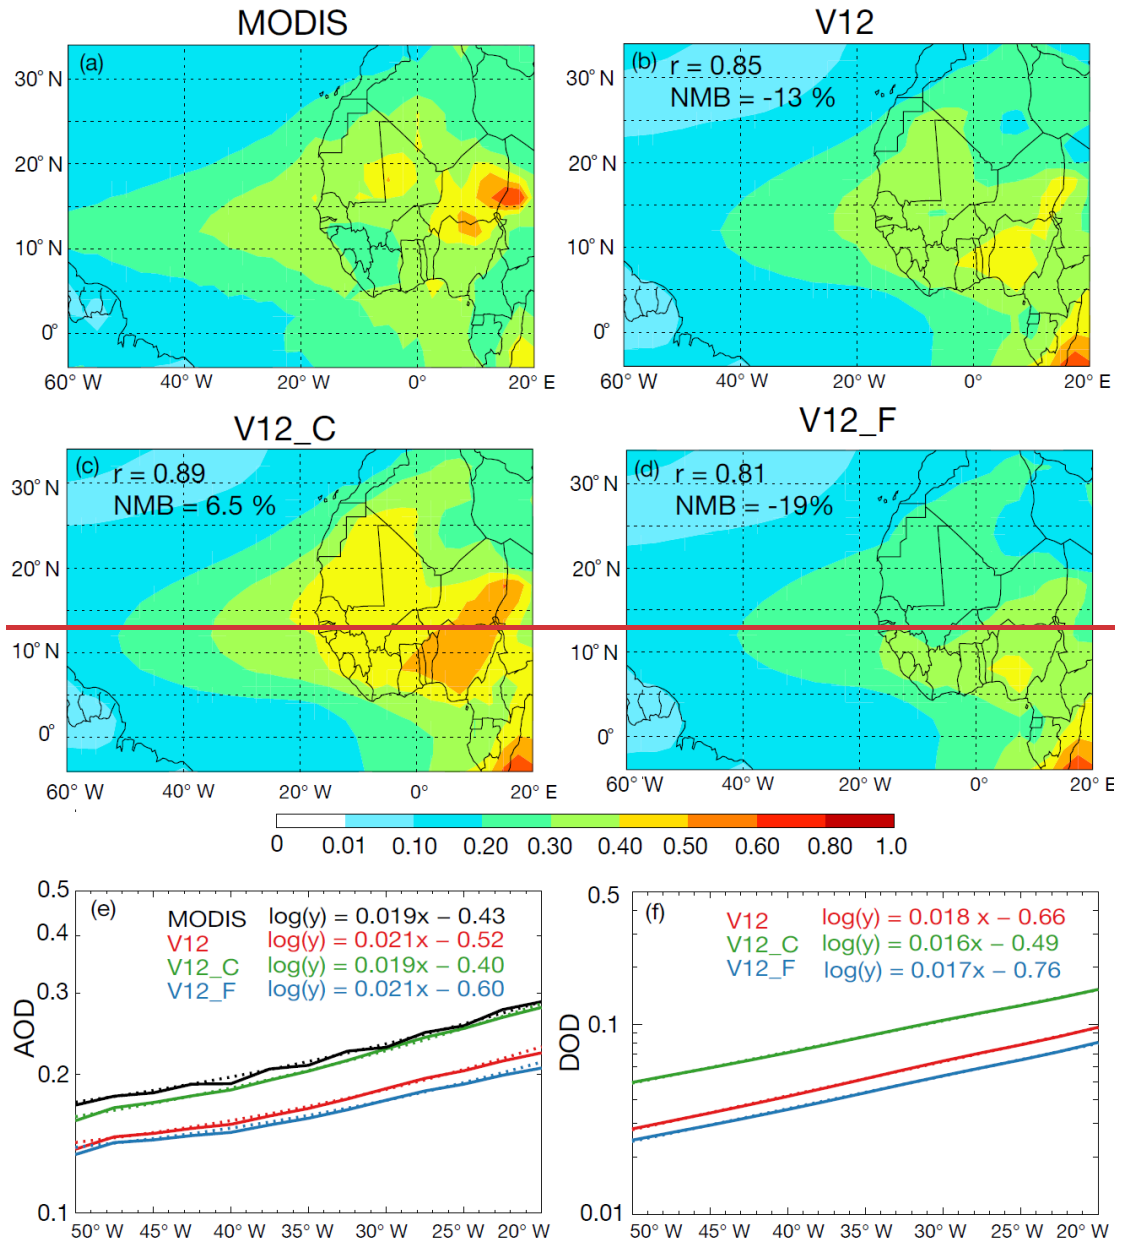 MODIS V12
(a)
30° N
20° N
10° N
0°
60° W 40° W 20° W 0° 20° E
(b) r = 0.85
NMB = -13 %
30° N
20° N
10° N
0°
60° W 40° W 20° W 0° 20° E
V12_C V12_F
(c) r = 0.89
NMB = 6.5 %
30° N
20° N
10° N
0°
60° W 40° W 20° W 0° 20° E
(d) r = 0.81
NMB = -19%
30° N
20° N
10° N
0°
60° W 40° W 20° W 0° 20° E
0 0.01 0.10 0.20 0.30 0.40 0.50 0.60 0.80 1.0
(e)
MODIS log(y) = 0.019x − 0.43
V12 log(y) = 0.021x − 0.52
V12_C log(y) = 0.019x − 0.40
V12_F log(y) = 0.021x − 0.60
AOD
0.5
0.4
0.3
0.2
0.1
50° W 45° W 40° W 35° W 30° W 25° W 20° W
(f)
V12 log(y) = 0.018 x − 0.66
V12_C log(y) = 0.016x − 0.49
V12_F log(y) = 0.017x − 0.76
DOD
0.5
0.1
0.01
50° W 45° W 40° W 35° W 30° W 25° W 20° W